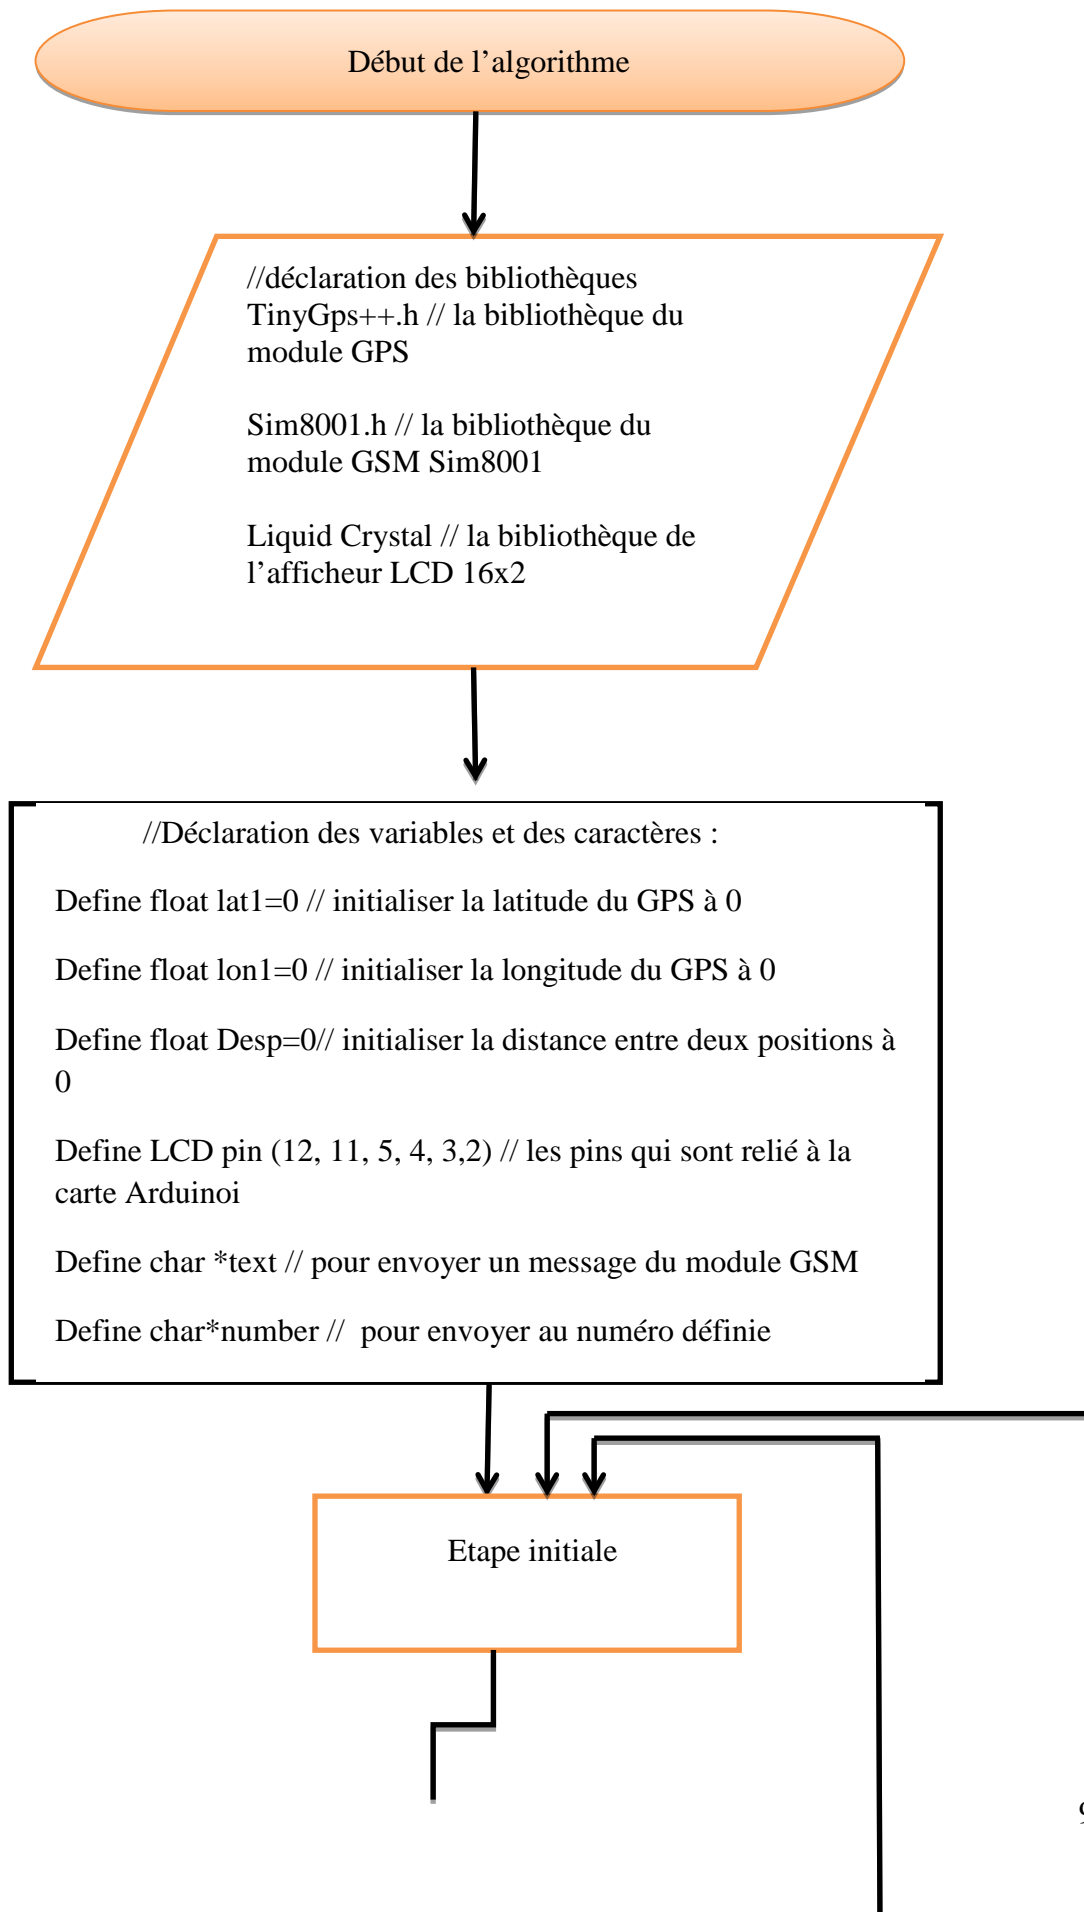 Début de l’algorithme
//déclaration des bibliothèques
TinyGps++.h // la bibliothèque du
module GPS
Sim8001.h // la bibliothèque du
module GSM Sim8001
Liquid Crystal // la bibliothèque de
l’afficheur LCD 16x2
//Déclaration des variables et des caractères :
Define float lat1=0 // initialiser la latitude du GPS à 0
Define float lon1=0 // initialiser la longitude du GPS à 0
Define float Desp=0// initialiser la distance entre deux positions à
0
Define LCD pin (12, 11, 5, 4, 3,2) // les pins qui sont relié à la
carte Arduinoi
Define char *text // pour envoyer un message du module GSM
Define char*number // pour envoyer au numéro définie
Etape initiale